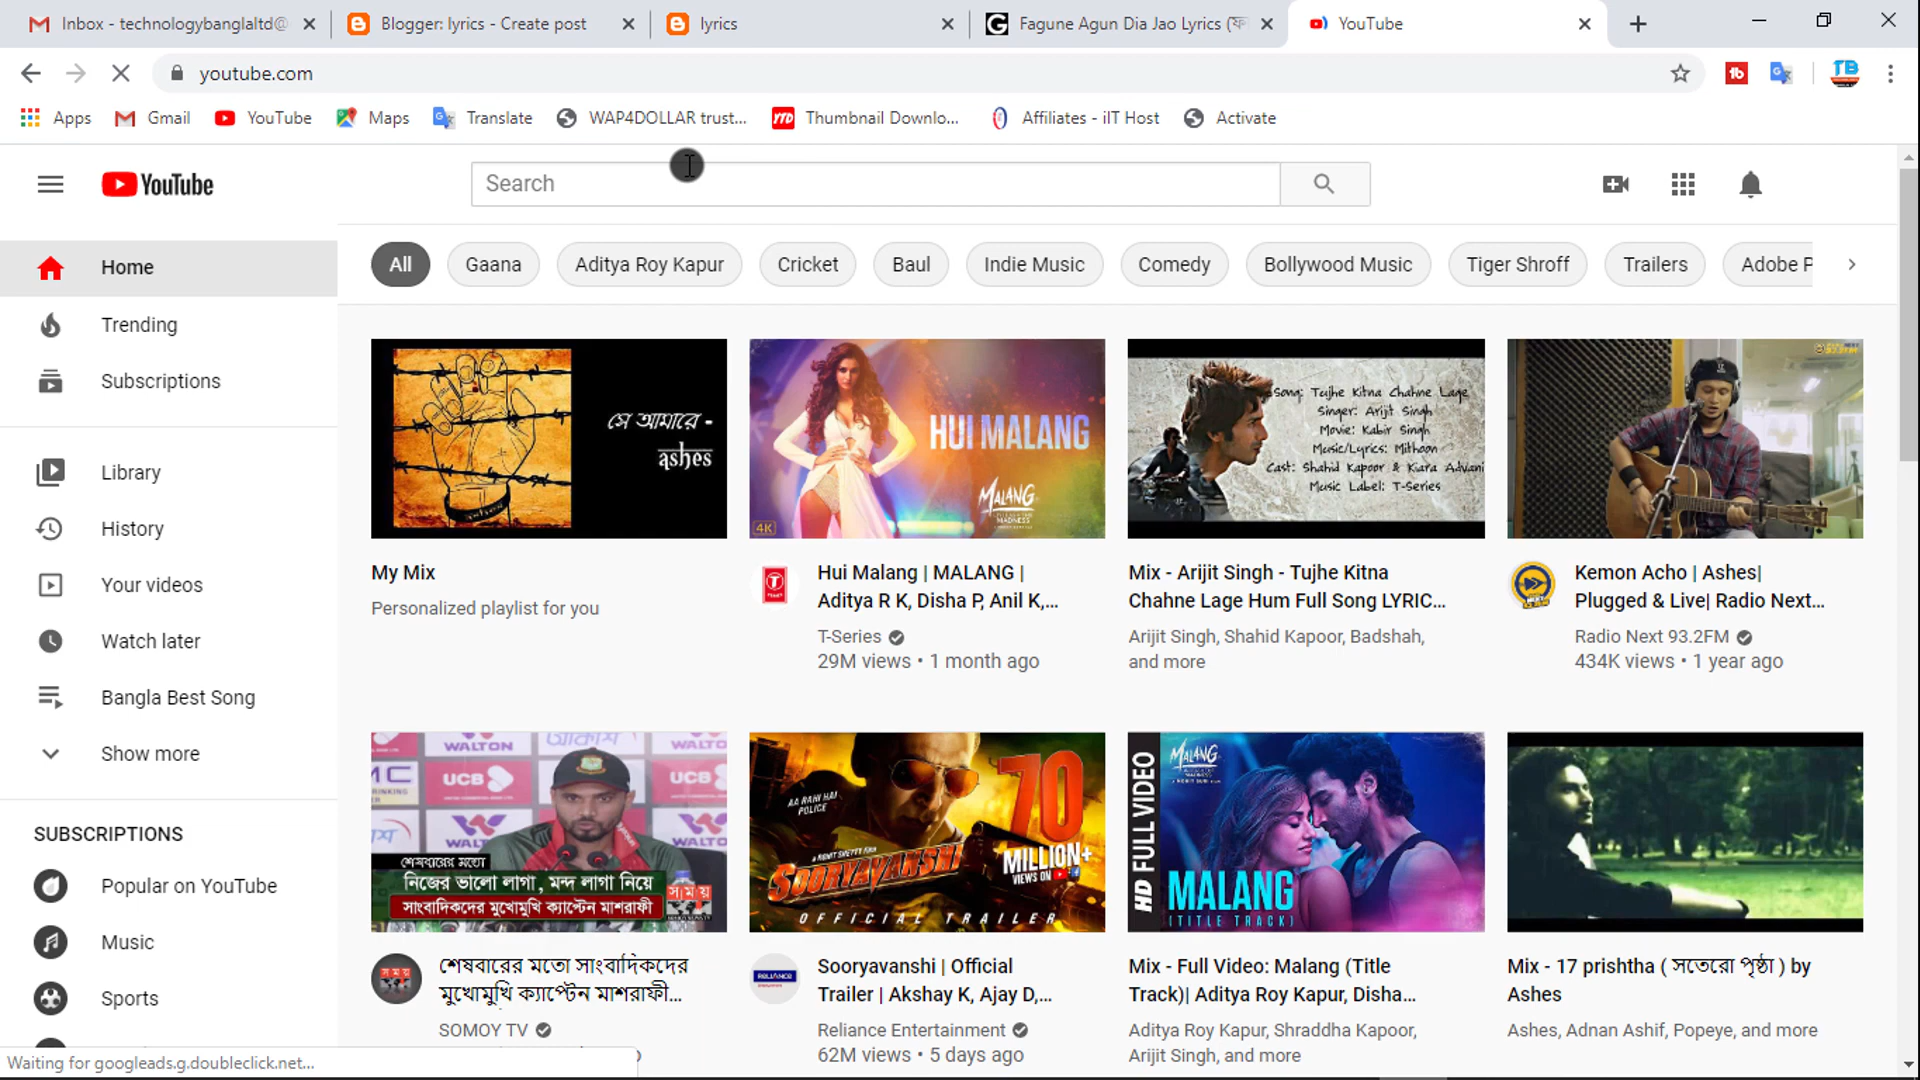 Inbox - technologybanglaltd@
Blogger: lyrics - Create post
lyrics
Fagune Agun Dia Jao Lyrics (ফ
YouTube
youtube.com
Apps
Gmail
YouTube
Maps
Translate
WAP4DOLLAR trust...
Thumbnail Downlo...
Affiliates - iIT Host
Activate
YouTube
Search
All
Gaana
Aditya Roy Kapur
Cricket
Baul
Indie Music
Comedy
Bollywood Music
Tiger Shroff
Trailers
Adobe P
Home
Trending
Subscriptions
Library
History
Your videos
Watch later
Bangla Best Song
Show more
SUBSCRIPTIONS
Popular on YouTube
Music
Sports
সে আমারে -
ashes
My Mix
Personalized playlist for you
HUI MALANG
MALANG
4K
Hui Malang | MALANG |
Aditya R K, Disha P, Anil K,...
T-Series
29M views • 1 month ago
Song: Tujhe Kitna Chahne Lage
Singer: Arijit Singh
Movie: Kabir Singh
Music/Lyrics: Mithoon
Cast: Shahid Kapoor & Kiara Advani
Music Label: T-Series
Mix - Arijit Singh - Tujhe Kitna
Chahne Lage Hum Full Song LYRIC...
Arijit Singh, Shahid Kapoor, Badshah,
and more
Kemon Acho | Ashes|
Plugged & Live| Radio Next...
Radio Next 93.2FM
434K views • 1 year ago
WALTON
UCB
শেষবারের মতো
নিজের ভালো লাগা, মন্দ লাগা নিয়ে
সাংবাদিকদের মুখোমুখি ক্যাপ্টেন মাশরাফী
সময়
শেষবারের মতো সাংবাদিকদের
মুখোমুখি ক্যাপ্টেন মাশরাফী...
SOMOY TV
AA RAHI HAI
POLICE
70
MILLION+
VIEWS ON
SOORYAVANSHI
OFFICIAL TRAILER
Sooryavanshi | Official
Trailer | Akshay K, Ajay D,...
Reliance Entertainment
62M views • 5 days ago
HD FULL VIDEO
MALANG
MALANG
(TITLE TRACK)
Mix - Full Video: Malang (Title
Track)| Aditya Roy Kapur, Disha...
Aditya Roy Kapur, Shraddha Kapoor,
Arijit Singh, and more
Mix - 17 prishtha ( সতেরো পৃষ্ঠা ) by
Ashes
Ashes, Adnan Ashif, Popeye, and more
Waiting for googleads.g.doubleclick.net...